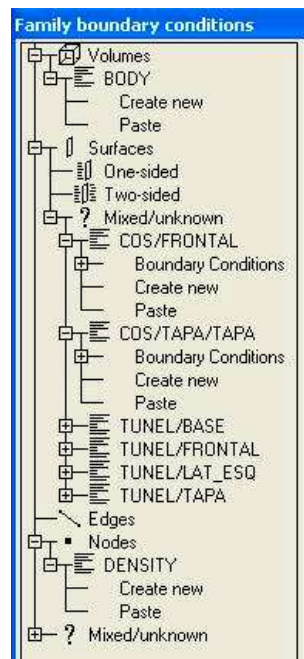 Family boundary conditions
Volumes
BODY
Create new
Paste
Surfaces
One-sided
Two-sided
? Mixed/unknown
COS/FRONTAL
Boundary Conditions
Create new
Paste
COS/TAPA/TAPA
Boundary Conditions
Create new
Paste
TUNEL/BASE
TUNEL/FRONTAL
TUNEL/LAT_ESQ
TUNEL/TAPA
Edges
Nodes
DENSITY
Create new
Paste
? Mixed/unknown